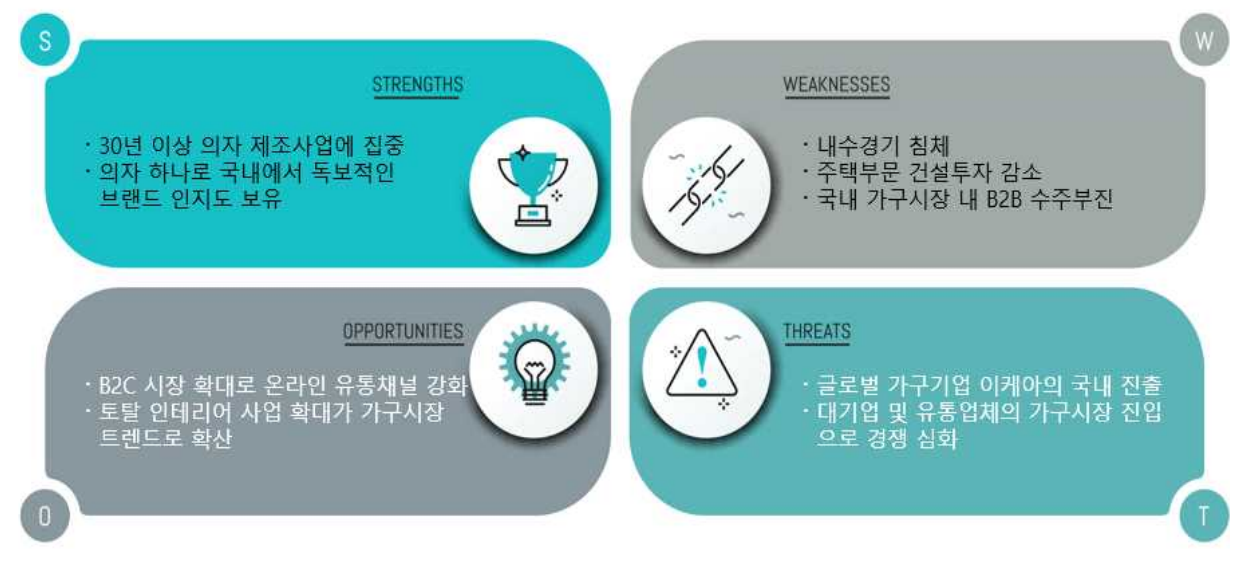 S
STRENGTHS
· 30년 이상 의자 제조사업에 집중
· 의자 하나로 국내에서 독보적인
브랜드 인지도 보유
W
WEAKNESSES
· 내수경기 침체
· 주택부문 건설투자 감소
· 국내 가구시장 내 B2B 수주부진
O
OPPORTUNITIES
· B2C 시장 확대로 온라인 유통채널 강화
· 토탈 인테리어 사업 확대가 가구시장
트렌드로 확산
T
THREATS
· 글로벌 가구기업 이케아의 국내 진출
· 대기업 및 유통업체의 가구시장 진입
으로 경쟁 심화